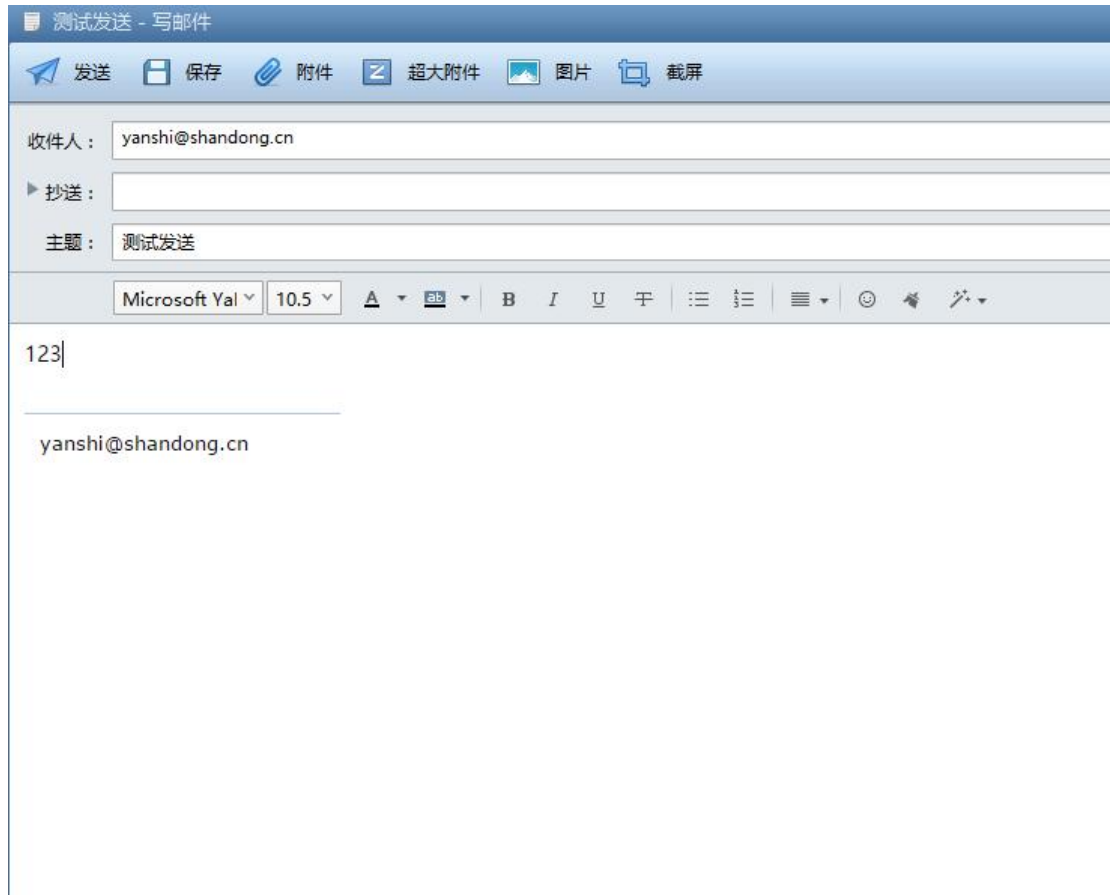 测试发送 - 写邮件
发送 保存 附件 超大附件 图片 截屏
收件人： yanshi@shandong.cn
抄送：
主题： 测试发送
Microsoft Yal 10.5 A ab B I U T
123
yanshi@shandong.cn